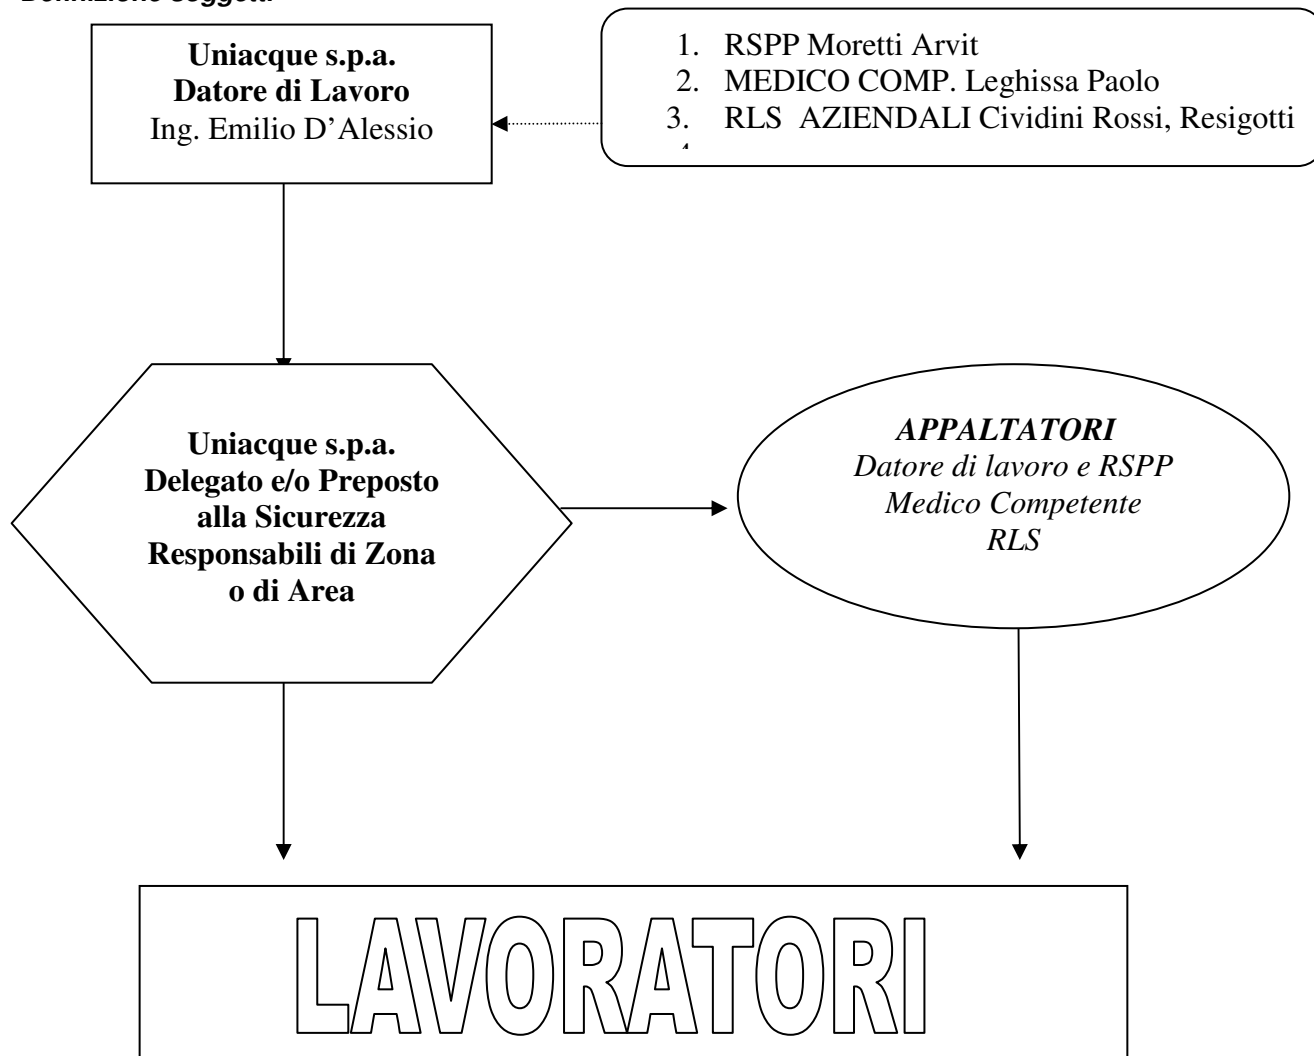 Definizione soggetti
Uniacque s.p.a.
Datore di Lavoro
Ing. Emilio D'Alessio
1. RSPP Moretti Arvit
2. MEDICO COMP. Leghissa Paolo
3. RLS AZIENDALI Cividini Rossi, Resigotti
Uniacque s.p.a.
Delegato e/o Preposto
alla Sicurezza
Responsabili di Zona
o di Area
APPALTATORI
Datore di lavoro e RSPP
Medico Competente
RLS
LAVORATORI